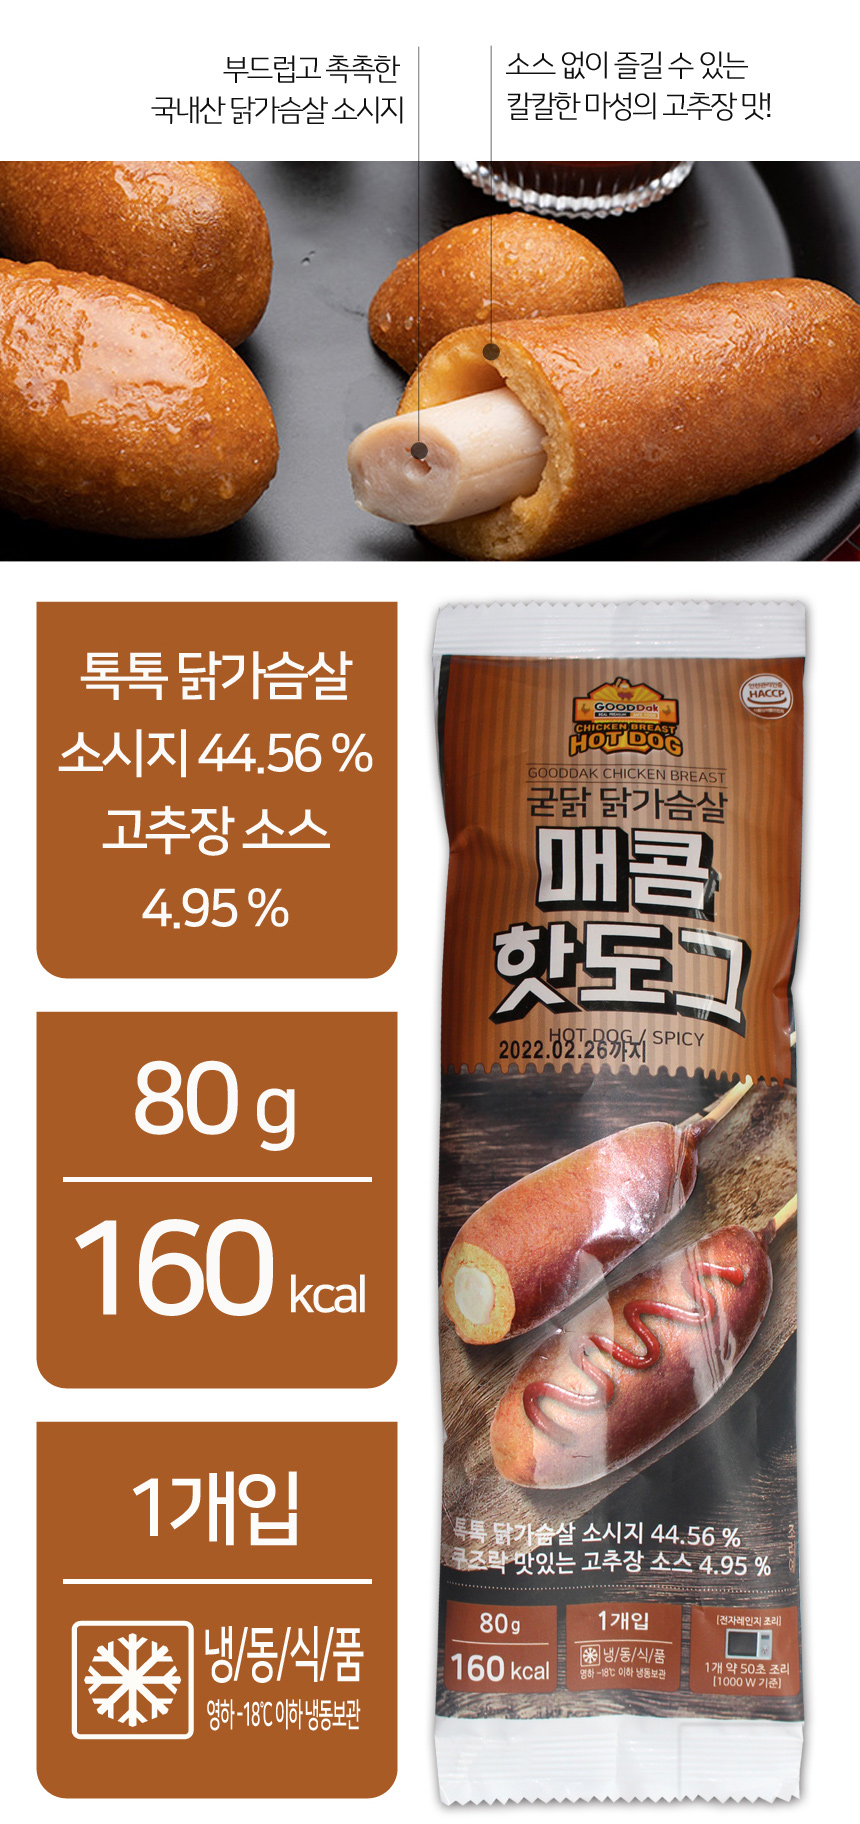 부드럽고 촉촉한
국내산 닭가슴살 소시지
소스 없이 즐길 수 있는
칼칼한 마성의 고추장 맛!
톡톡 닭가슴살
소시지 44.56 %
고추장 소스
4.95 %
80 g
160 kcal
1개입
냉/동/식/품
영하 -18℃ 이하 냉동보관
GOODDak
CHICKEN BREAST
HOT DOG
HACCP
GOODDAK CHICKEN BREAST
굳닭 닭가슴살
매콤
핫도그
HOT DOG / SPICY
2022.02.26까지
톡톡 닭가슴살 소시지 44.56 %
쿠즈락 맛있는 고추장 소스 4.95 %
80g
160 kcal
1개입
냉/동/식/품
영하 -18℃ 이하 냉동보관
[전자레인지 조리]
1개 약 50초 조리
[1000 W 기준]